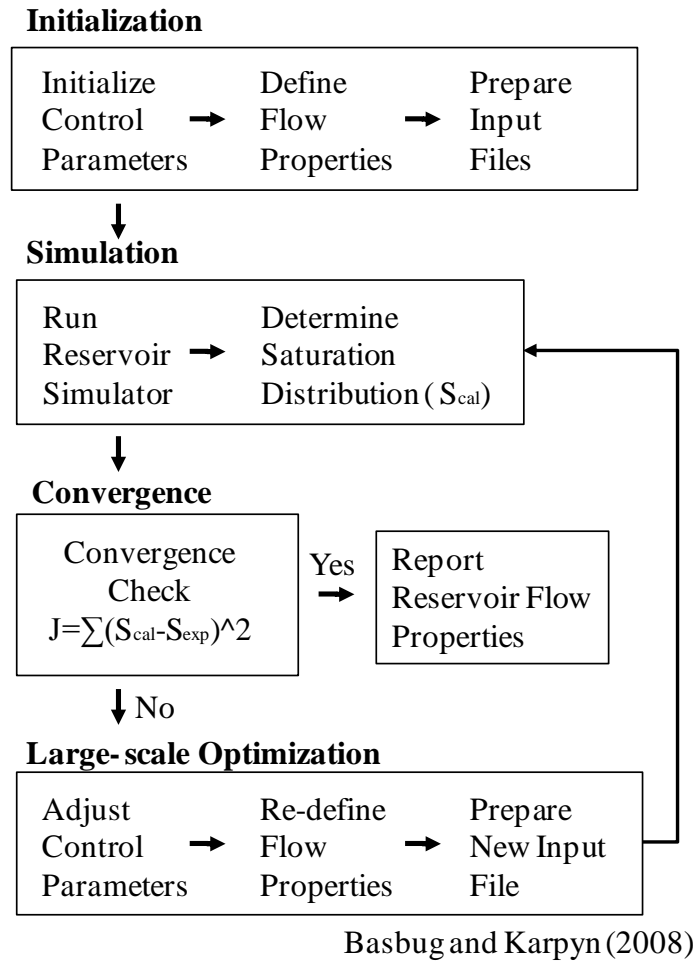 Initialization
Initialize
Control
Parameters
Define
Flow
Properties
Prepare
Input
Files
Simulation
Run
Reservoir
Simulator
Determine
Saturation
Distribution (Scal)
Convergence
Convergence
Check
J=∑(Scal-Sexp)^2
Yes
Report
Reservoir Flow
Properties
No
Large-scale Optimization
Adjust
Control
Parameters
Re-define
Flow
Properties
Prepare
New Input
File
Basbug and Karpyn (2008)